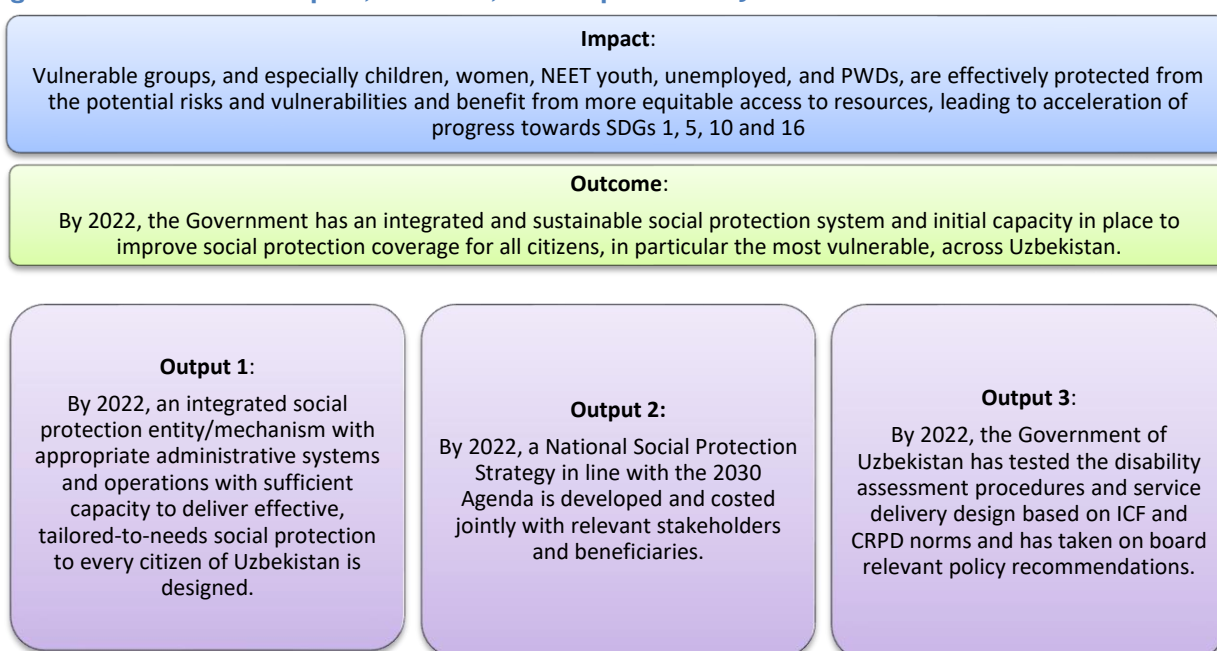 Impact:
Vulnerable groups, and especially children, women, NEET youth, unemployed, and PWDs, are effectively protected from
the potential risks and vulnerabilities and benefit from more equitable access to resources, leading to acceleration of
progress towards SDGs 1, 5, 10 and 16
Outcome:
By 2022, the Government has an integrated and sustainable social protection system and initial capacity in place to
improve social protection coverage for all citizens, in particular the most vulnerable, across Uzbekistan.
Output 1:
By 2022, an integrated social
protection entity/mechanism with
appropriate administrative systems
and operations with sufficient
capacity to deliver effective,
tailored-to-needs social protection
to every citizen of Uzbekistan is
designed.
Output 2:
By 2022, a National Social Protection
Strategy in line with the 2030
Agenda is developed and costed
jointly with relevant stakeholders
and beneficiaries.
Output 3:
By 2022, the Government of
Uzbekistan has tested the disability
assessment procedures and service
delivery design based on ICF and
CRPD norms and has taken on board
relevant policy recommendations.